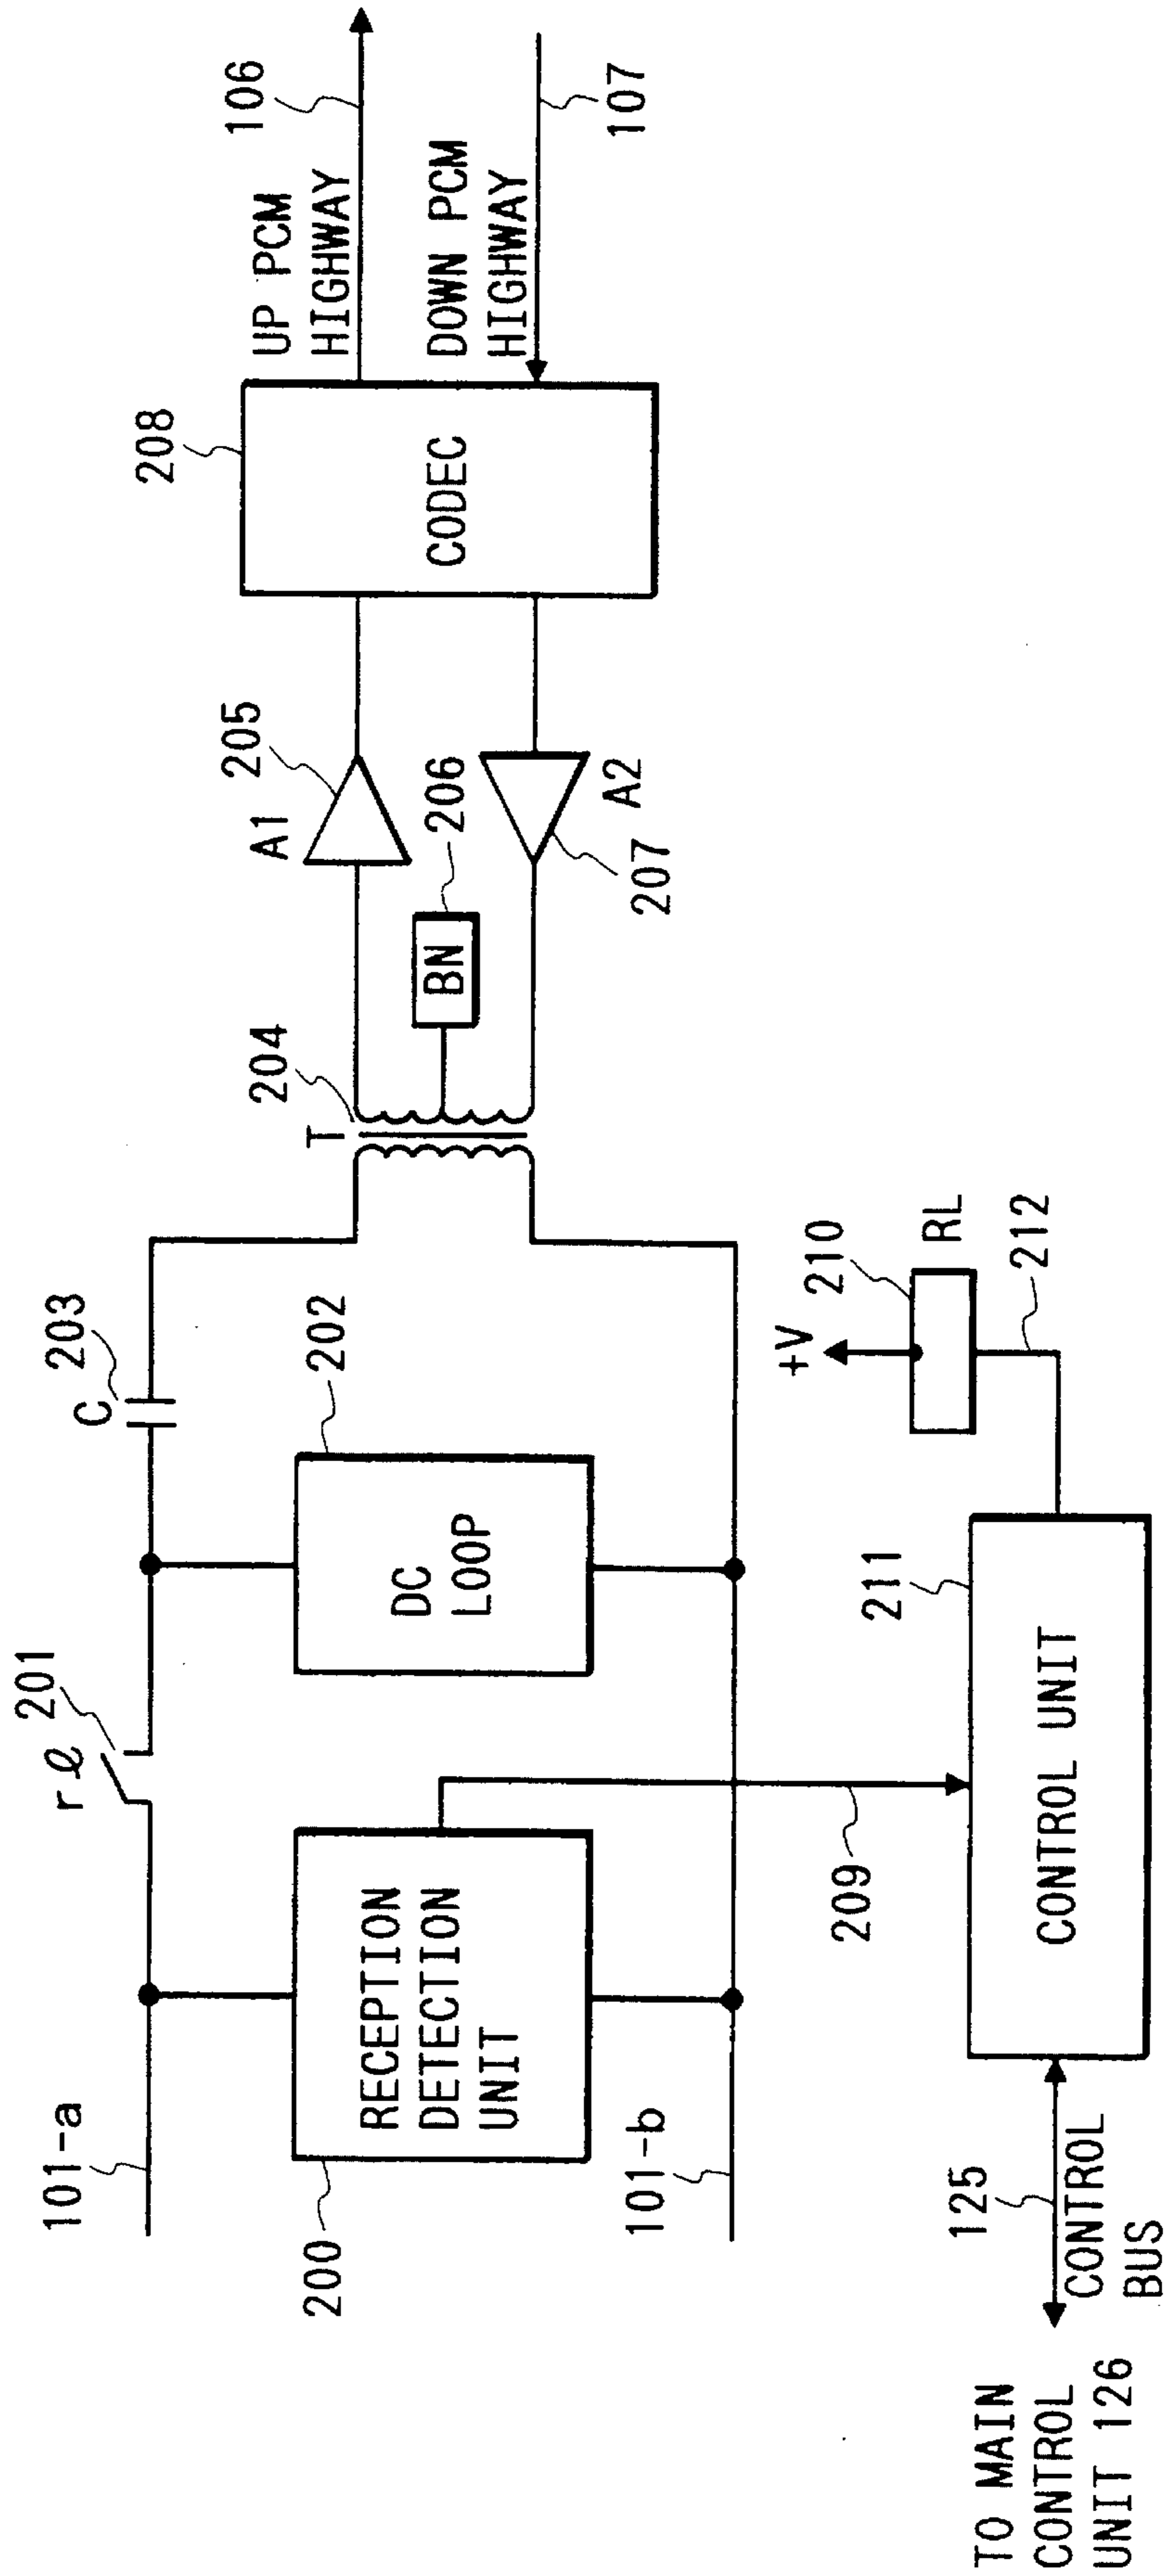 101-a
rℓ
201
C
203
T
204
A1
205
208
UP PCM
HIGHWAY
106
200
RECEPTION
DETECTION
UNIT
DC
LOOP
202
BN
206
CODEC
DOWN PCM
HIGHWAY
107
101-b
207
A2
209
211
+V
210
RL
212
CONTROL UNIT
125
CONTROL
BUS
TO MAIN
CONTROL
UNIT 126